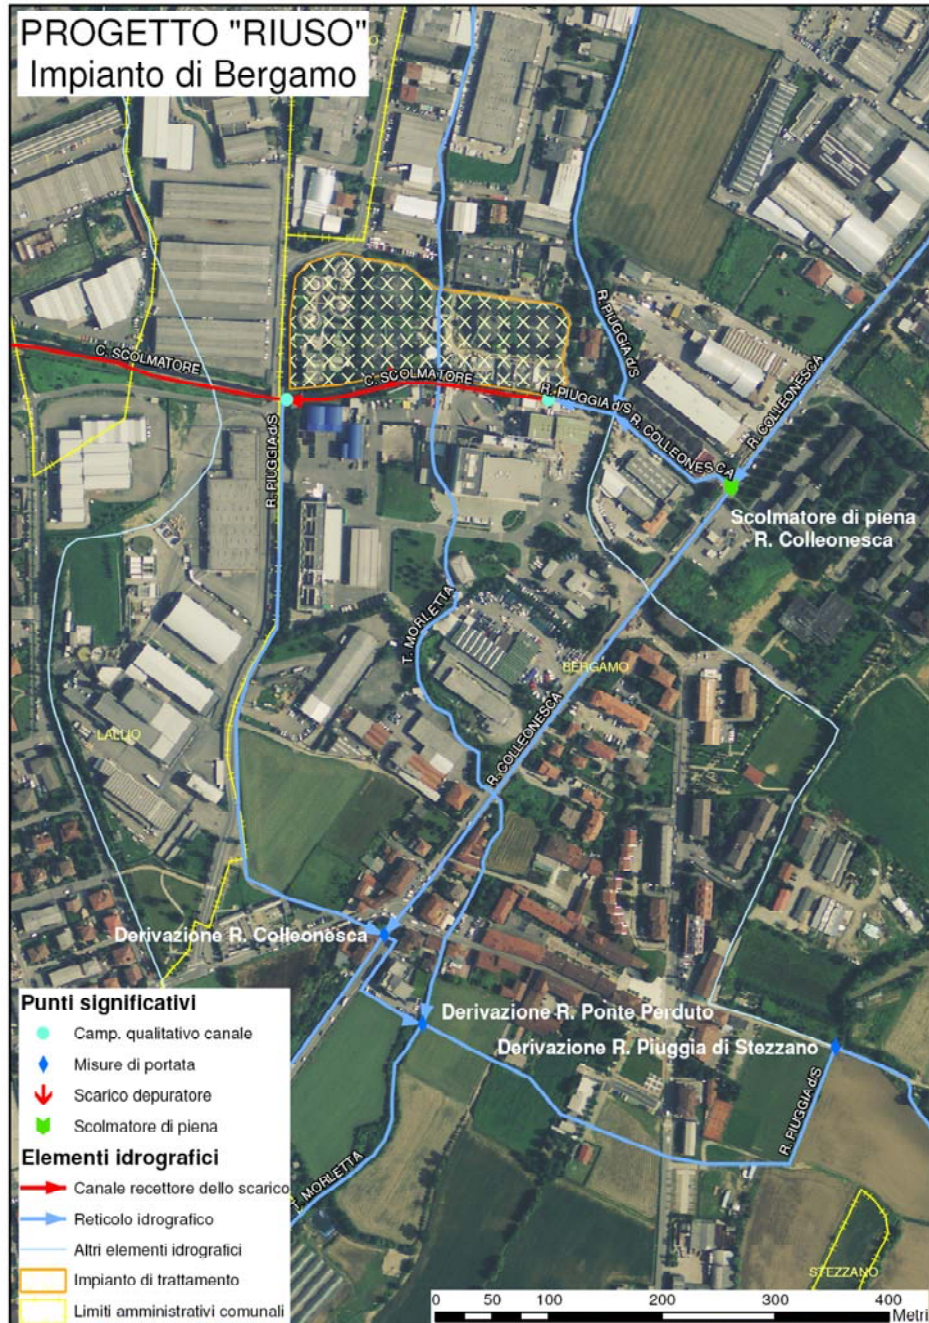 PROGETTO "RIUSO"
Impianto di Bergamo
R. PIUGGIA d/S
R. COLLEONESCA
C. SCOLMATORE
C. SCOLMATORE
R. PIUGGIA d/S
R. COLLEONESCA
R. PIUGGIA d/S
Scolmatore di piena
R. Colleonesca
T. MORLETTA
BERGAMO
R. COLLEONESCA
LALLIO
Derivazione R. Colleonesca
Derivazione R. Ponte Perduto
Derivazione R. Piuggia di Stezzano
R. PIUGGIA d/S
T. MORLETTA
STEZZANO
Punti significativi
Camp. qualitativo canale
Misure di portata
Scarico depuratore
Scolmatore di piena
Elementi idrografici
Canale recettore dello scarico
Reticolo idrografico
Altri elementi idrografici
Impianto di trattamento
Limiti amministrativi comunali
0 50 100 200 300 400
Metri